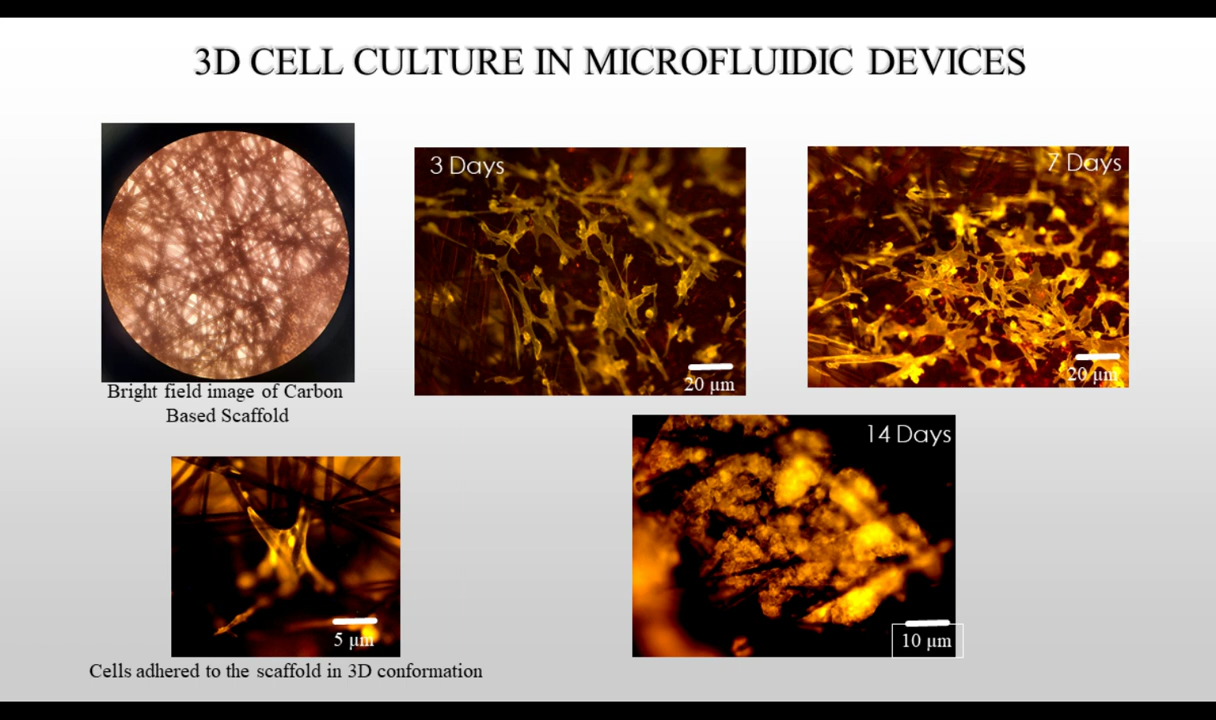 3D CELL CULTURE IN MICROFLUIDIC DEVICES
3 Days
20 μm
7 Days
20 μm
Bright field image of Carbon
Based Scaffold
14 Days
10 μm
5 μm
Cells adhered to the scaffold in 3D conformation